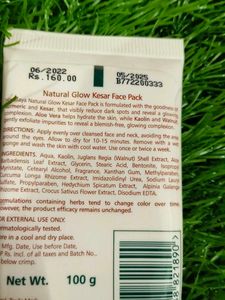 06/2022
05/2025
Rs.160.00
B772200333
Natural Glow Kesar Face Pack
Natural Glow Kesar Face Pack is formulated with the goodness of
meric and Kesar, that visibly reduce dark spots and reveal a glowing
complexion. Aloe Vera helps hydrate the skin, while Kaolin and Walnut
gently exfoliate impurities to reveal a blemish-free, glowing complexion.
DIRECTIONS: Apply evenly over cleansed face and neck, avoiding the area
around the eyes. Allow to dry for 10-15 minutes. Remove with a wet
sponge and wash the skin with cool water. Use once or twice a week.
INGREDIENTS: Aqua, Kaolin, Juglans Regia (Walnut) Shell Extract, Aloe
Barbadensis Leaf Extract, Glycerin, Stearic Acid, Bentonite, Isopropyl
Myristate, Cetearyl Alcohol, Fragrance, Xanthan Gum, Methylparaben,
Curcuma Longa Rhizome Extract, Imidazolidinyl Urea, Sodium Lauryl
Sulfate, Propylparaben, Hedychium Spicatum Extract, Alpinia Galanga
Rhizome Extract, Crocus Sativus Flower Extract, Disodium EDTA.
Formulations containing herbs tend to change color over time.
However, the product efficacy remains unchanged.
FOR EXTERNAL USE ONLY.
Dermatologically tested.
Store in a cool and dry place.
Mfg. Date, Use before Date,
P Rs. Incl. of all taxes and Batch No.,
below crimp.
Net Wt. 100 g